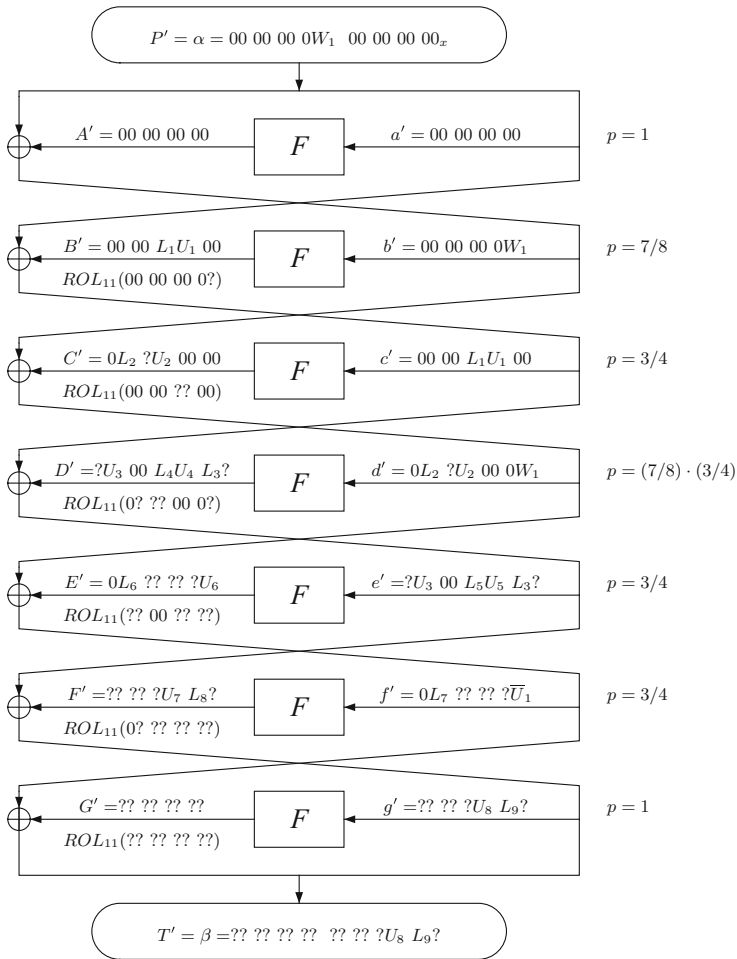 P′ = α = 00 00 00 0W₁ 00 00 00 00ₓ
A′ = 00 00 00 00 F a′ = 00 00 00 00 p = 1
B′ = 00 00 L₁U₁ 00 F b′ = 00 00 00 0W₁ p = 7/8
ROL₁₁(00 00 00 0?)
C′ = 0L₂ ?U₂ 00 00 F c′ = 00 00 L₁U₁ 00 p = 3/4
ROL₁₁(00 00 ?? 00)
D′ =?U₃ 00 L₄U₄ L₃? F d′ = 0L₂ ?U₂ 00 0W₁ p = (7/8) · (3/4)
ROL₁₁(0? ?? 00 0?)
E′ = 0L₆ ?? ?? ?U₆ F e′ =?U₃ 00 L₅U₅ L₃? p = 3/4
ROL₁₁(?? 00 ?? ??)
F′ =?? ?? ?U₇ L₈? F f′ = 0L₇ ?? ?? ?U̅₁ p = 3/4
ROL₁₁(0? ?? ?? ??)
G′ =?? ?? ?? ?? F g′ =?? ?? ?U₈ L₉? p = 1
ROL₁₁(?? ?? ?? ??)
T′ = β =?? ?? ?? ?? ?? ?? ?U₈ L₉?